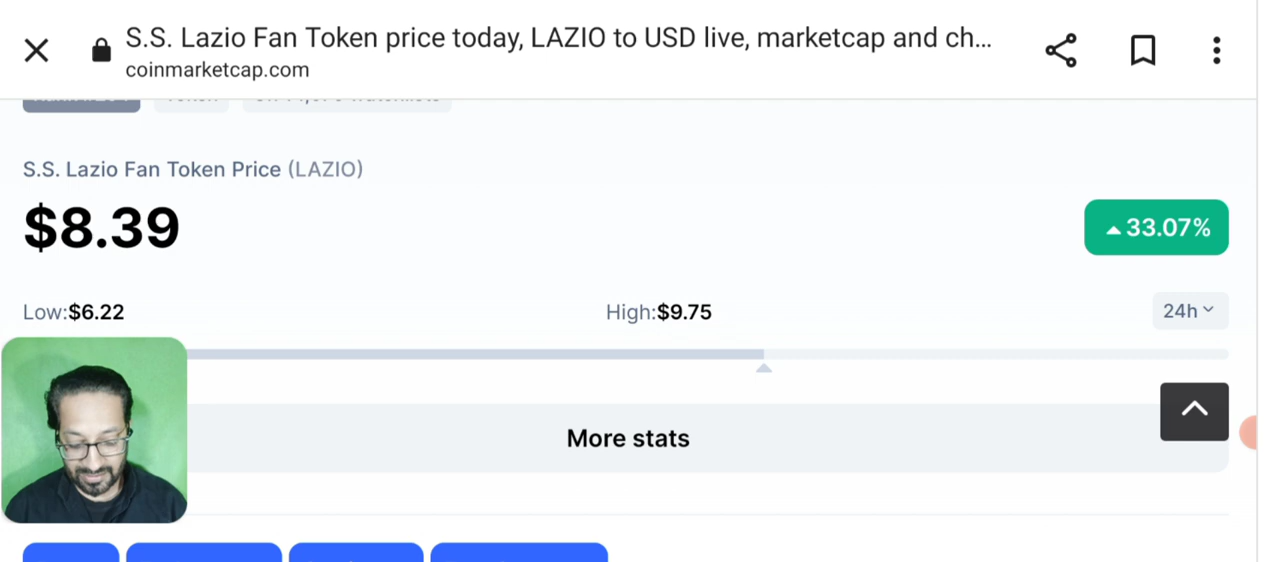 S.S. Lazio Fan Token price today, LAZIO to USD live, marketcap and ch...
coinmarketcap.com
S.S. Lazio Fan Token Price (LAZIO)
$8.39
33.07%
Low:$6.22 High:$9.75 24h
More stats